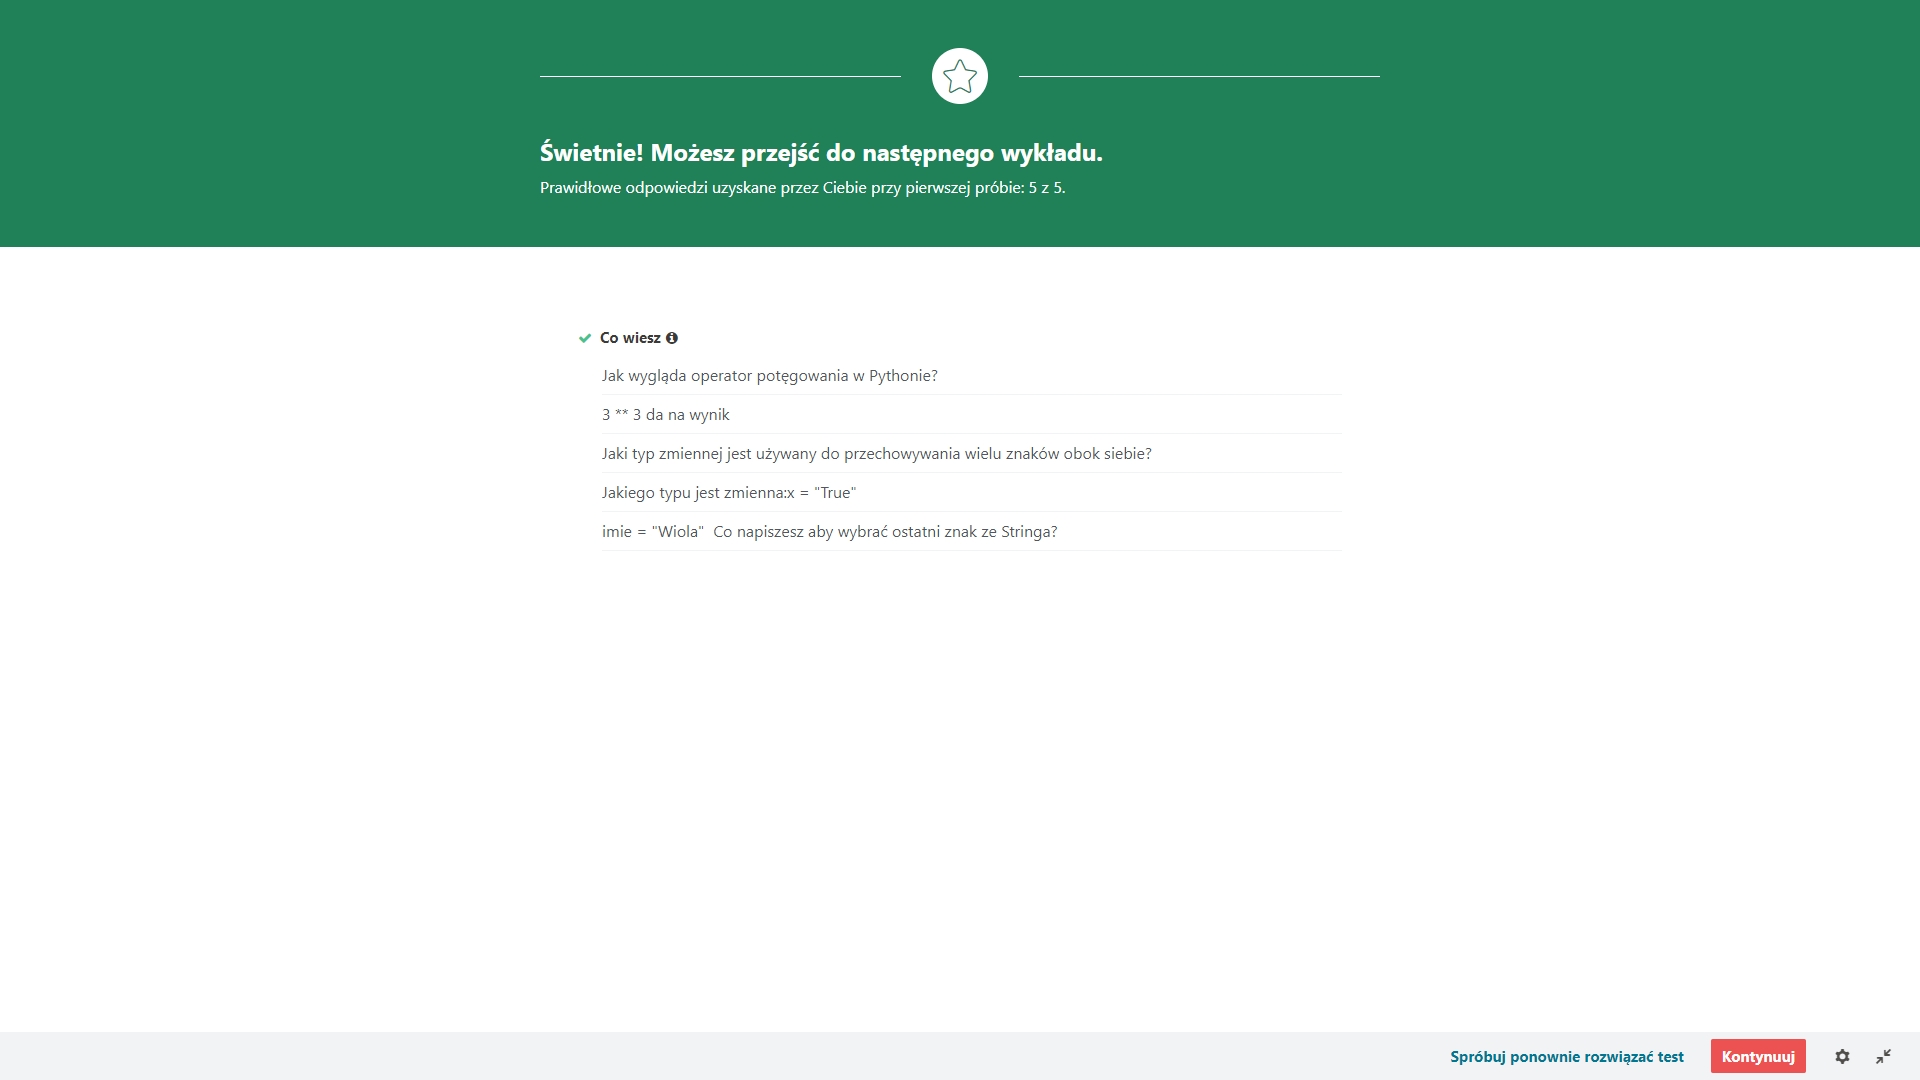 Świetnie! Możesz przejść do następnego wykładu.
Prawidłowe odpowiedzi uzyskane przez Ciebie przy pierwszej próbie: 5 z 5.
Co wiesz
Jak wygląda operator potęgowania w Pythonie?
3 ** 3 da na wynik
Jaki typ zmiennej jest używany do przechowywania wielu znaków obok siebie?
Jakiego typu jest zmienna:x = "True"
imie = "Wiola"  Co napiszesz aby wybrać ostatni znak ze Stringa?
Spróbuj ponownie rozwiązać test
Kontynuuj